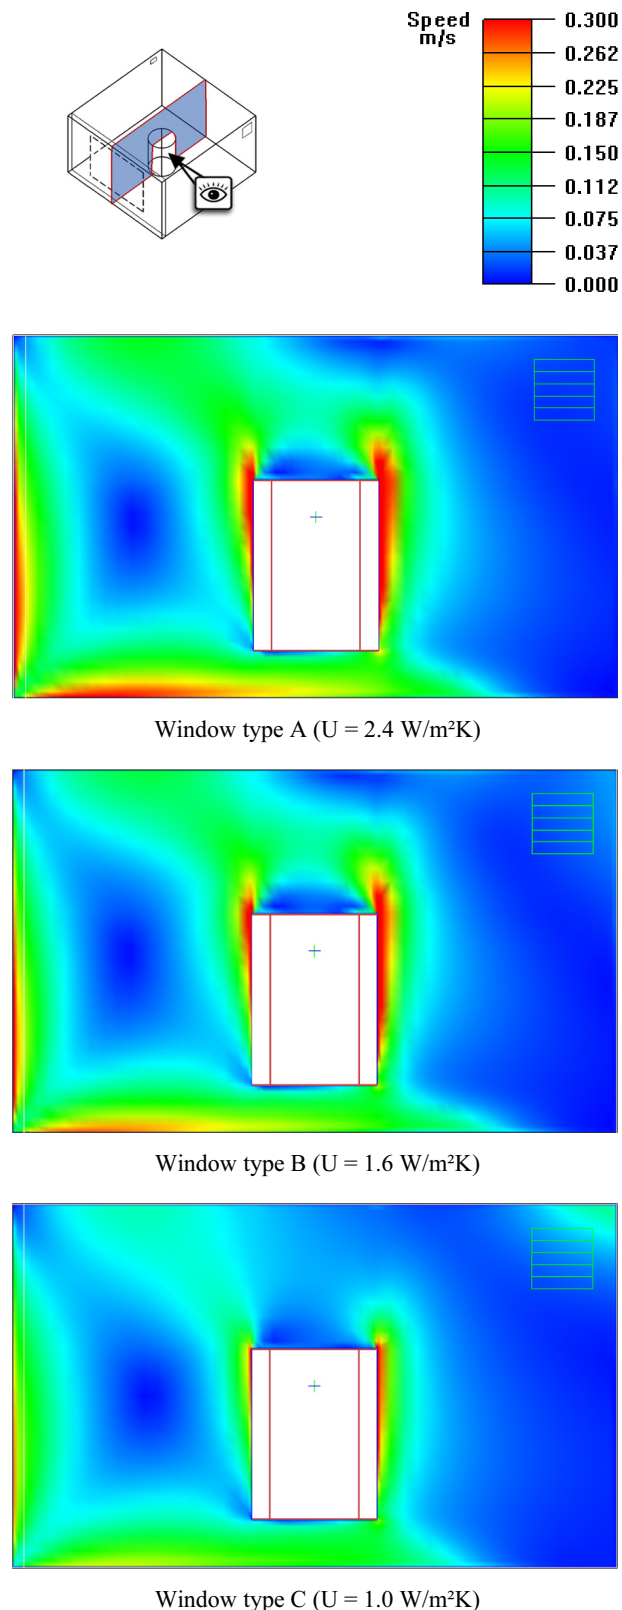 Speed
m/s
0.300
0.262
0.225
0.187
0.150
0.112
0.075
0.037
0.000
Window type A (U = 2.4 W/m²K)
Window type B (U = 1.6 W/m²K)
Window type C (U = 1.0 W/m²K)